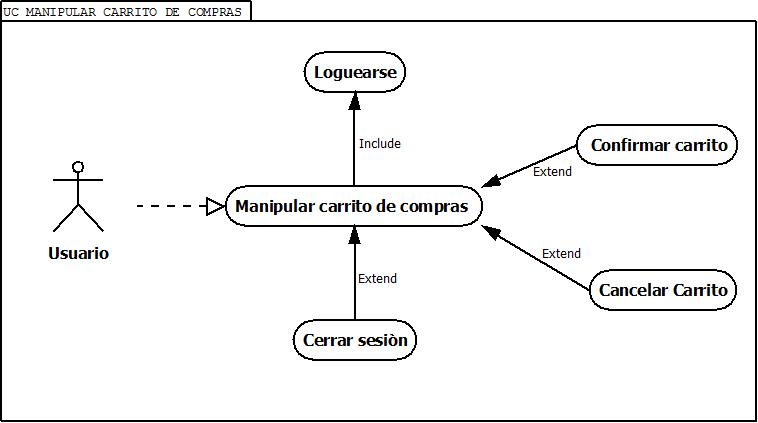 UC MANIPULAR CARRITO DE COMPRAS
Loguearse
Include
Confirmar carrito
Extend
Manipular carrito de compras
Usuario
Extend
Extend
Cancelar Carrito
Cerrar sesiòn